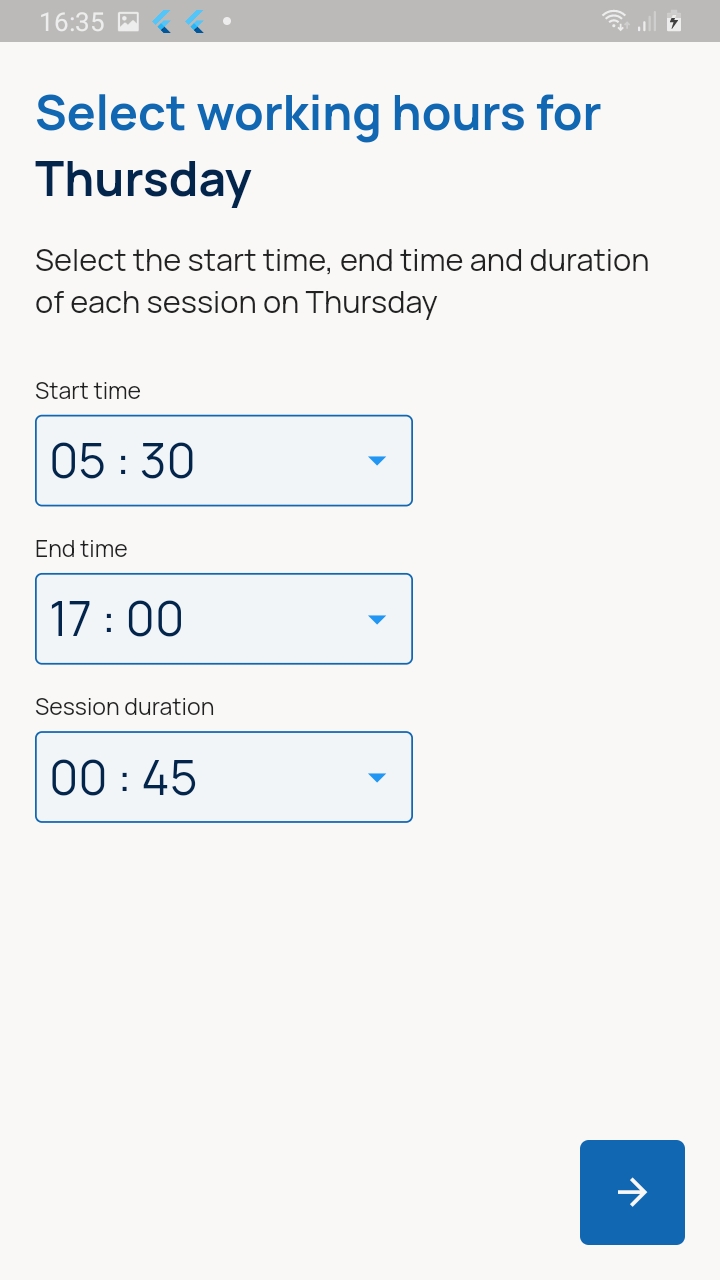 16:35
Select working hours for
Thursday
Select the start time, end time and duration
of each session on Thursday
Start time
05 : 30
End time
17 : 00
Session duration
00 : 45